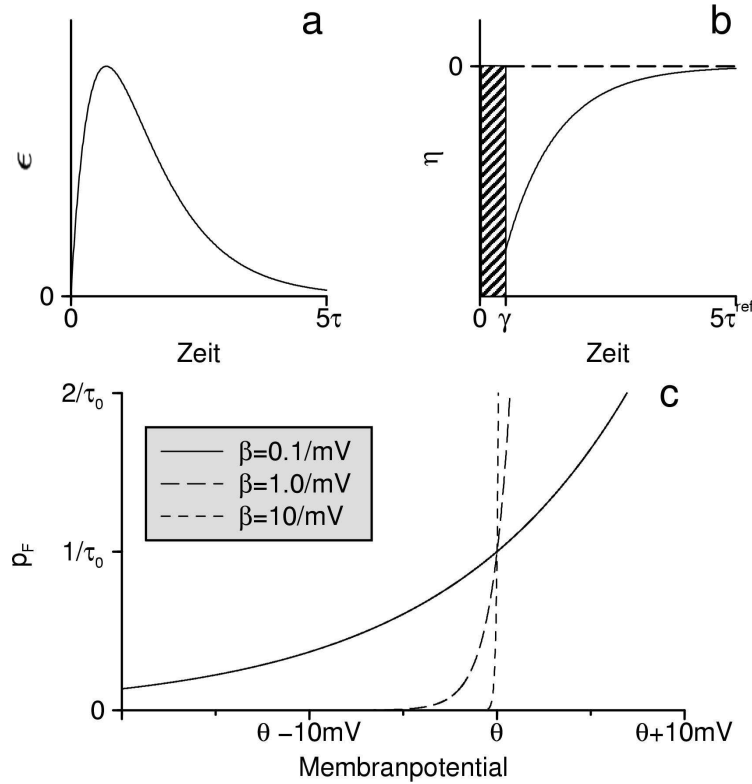 a
ϵ
0
0
5τ
Zeit
b
0
η
0
γ
5τ^ref
Zeit
c
2/τ₀
1/τ₀
0
p_F
β=0.1/mV
β=1.0/mV
β=10/mV
θ −10mV
θ
θ+10mV
Membranpotential